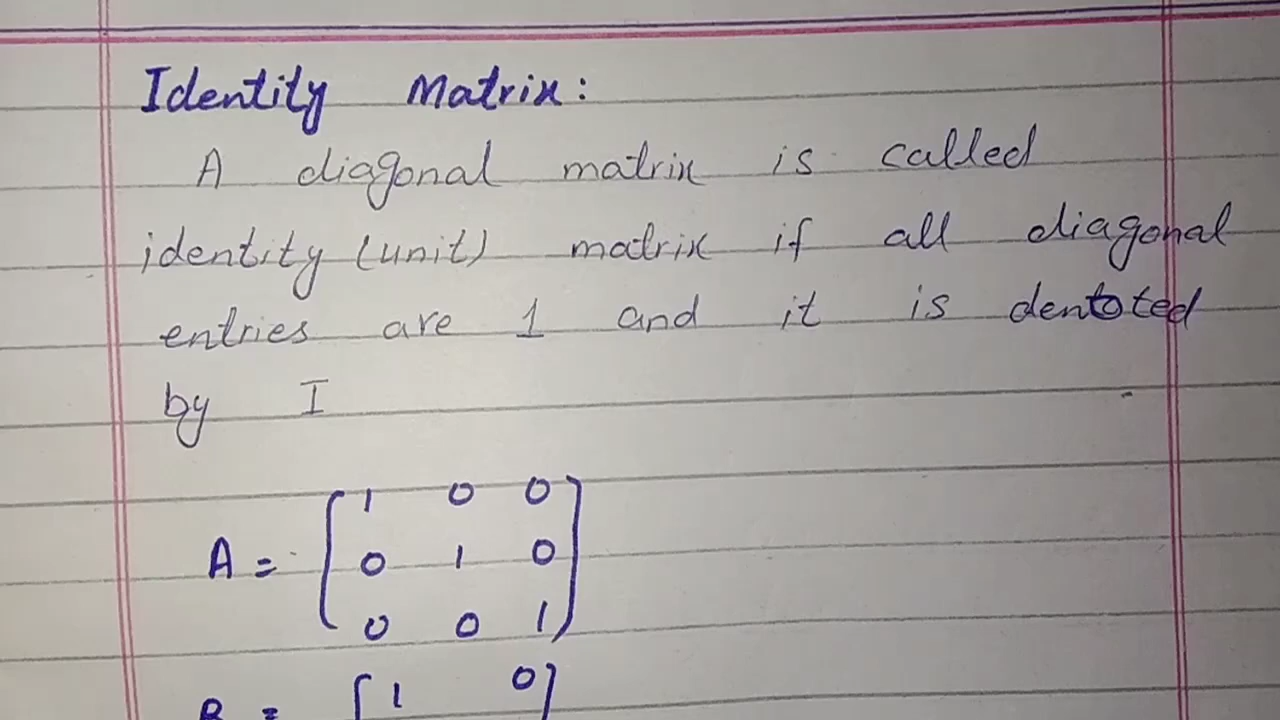 Identity Matrix:
A diagonal matrix is called
identity (unit) matrix if all diagonal
entries are 1 and it is dentoted
by I
1 0 0
A = 0 1 0
0 0 1
B = [ 1 0 ]